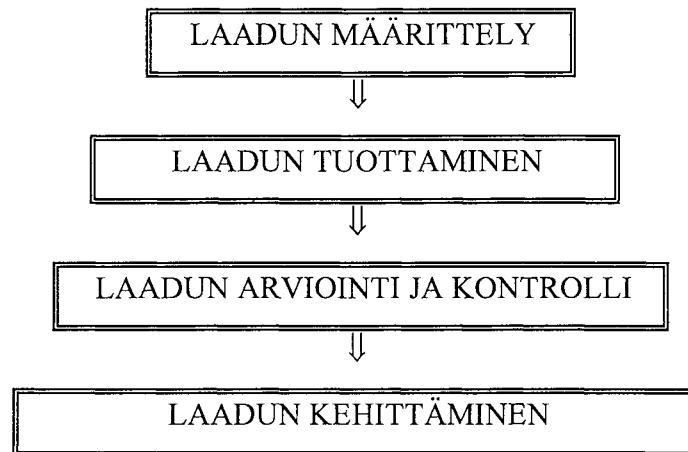 LAADUN MÄÄRITTELY
LAADUN TUOTTAMINEN
LAADUN ARVIOINTI JA KONTROLLI
LAADUN KEHITTÄMINEN